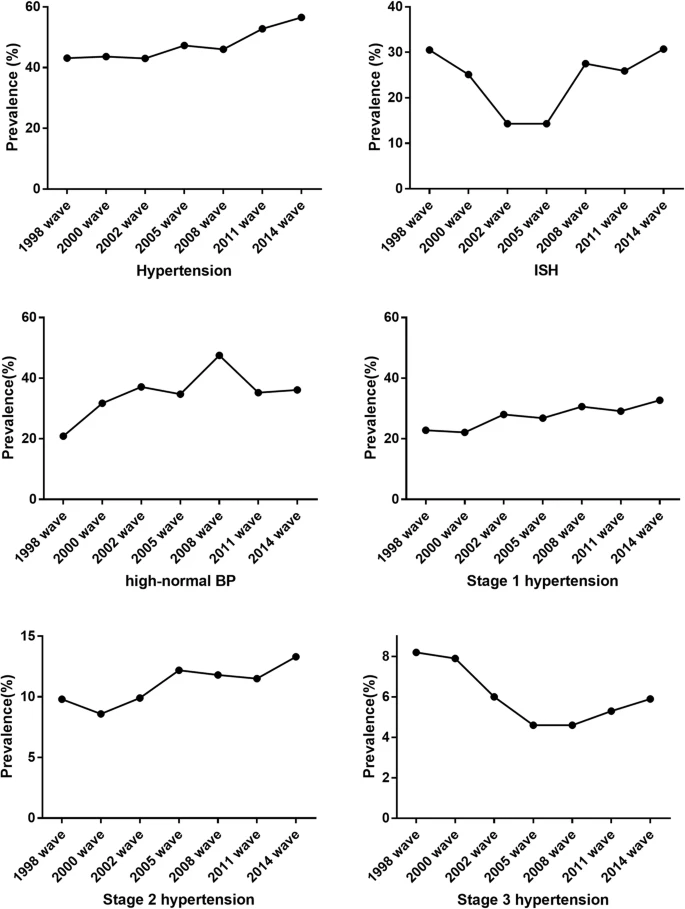 Prevalence (%)
60
40
20
0
1998 wave
2000 wave
2002 wave
2005 wave
2008 wave
2011 wave
2014 wave
Hypertension
Prevalence (%)
40
30
20
10
0
1998 wave
2000 wave
2002 wave
2005 wave
2008 wave
2011 wave
2014 wave
ISH
Prevalence(%)
60
40
20
0
1998 wave
2000 wave
2002 wave
2005 wave
2008 wave
2011 wave
2014 wave
high-normal BP
Prevalence(%)
60
40
20
0
1998 wave
2000 wave
2002 wave
2005 wave
2008 wave
2011 wave
2014 wave
Stage 1 hypertension
Prevalence(%)
15
10
5
0
1998 wave
2000 wave
2002 wave
2005 wave
2008 wave
2011 wave
2014 wave
Stage 2 hypertension
Prevalence(%)
8
6
4
2
0
1998 wave
2000 wave
2002 wave
2005 wave
2008 wave
2011 wave
2014 wave
Stage 3 hypertension